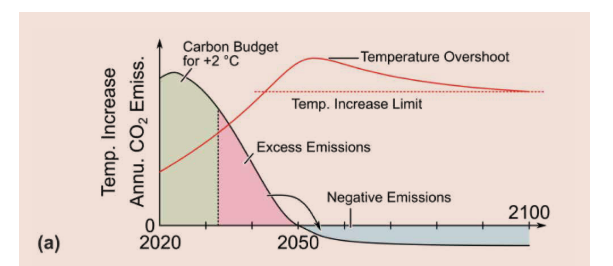 Carbon Budget
for +2 °C
Temperature Overshoot
Temp. Increase
Annu. CO2 Emiss.
Temp. Increase Limit
Excess Emissions
Negative Emissions
2100
0
(a)
2020
2050